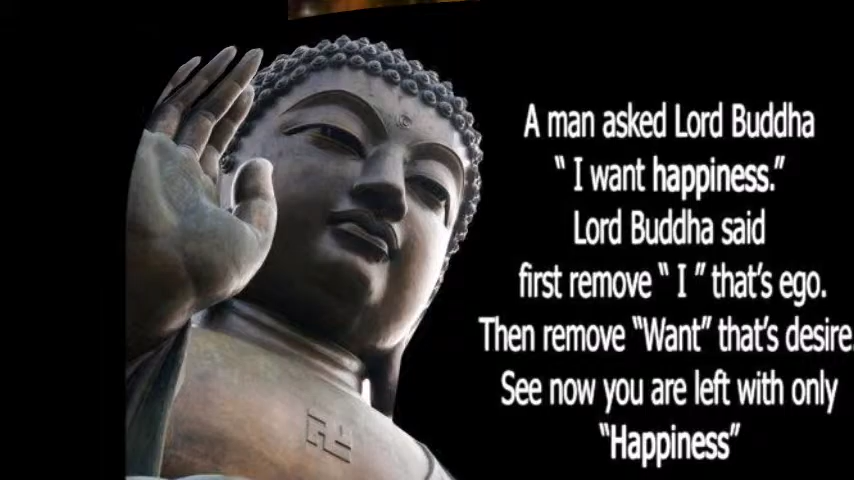 A man asked Lord Buddha
“ I want happiness.”
Lord Buddha said
first remove “ I ” that’s ego.
Then remove “Want” that’s desire.
See now you are left with only
“Happiness”